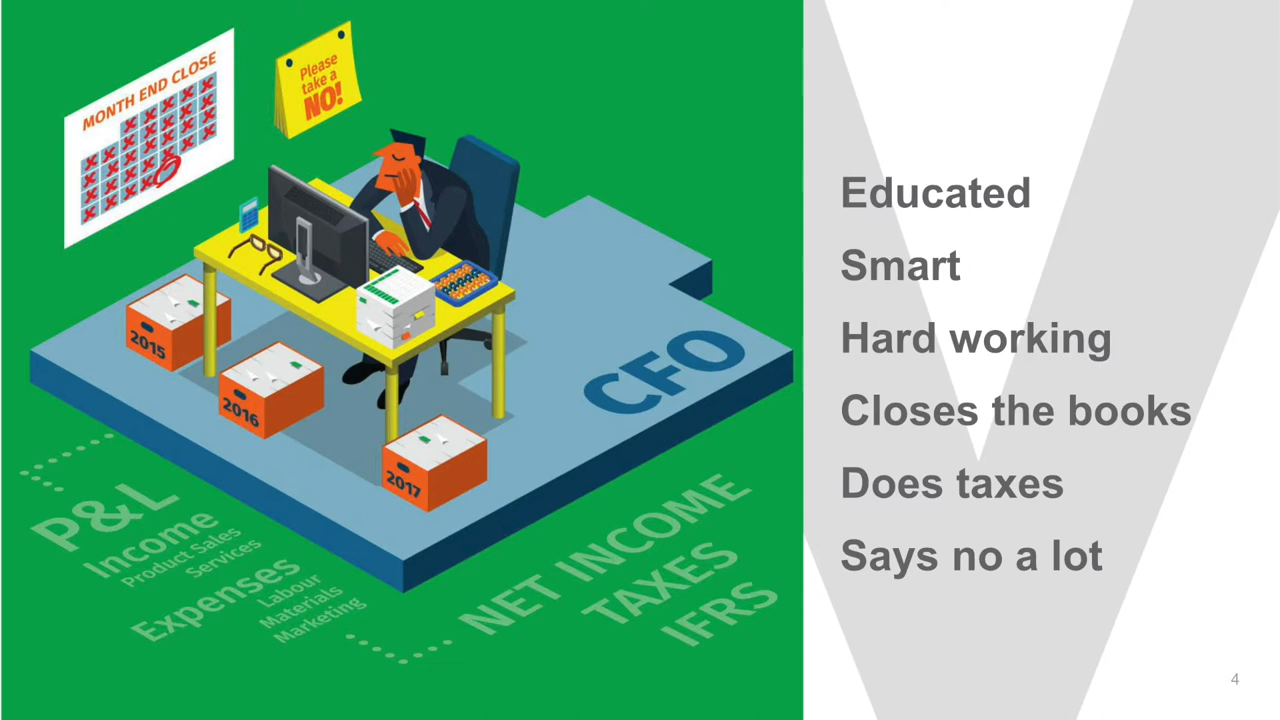 MONTH END CLOSE
Please
take a
NO!
2015
2016
2017
CFO
P&L
Income
Product Sales
Services
Expenses
Labour
Materials
Marketing
NET INCOME
TAXES
IFRS
Educated
Smart
Hard working
Closes the books
Does taxes
Says no a lot
4